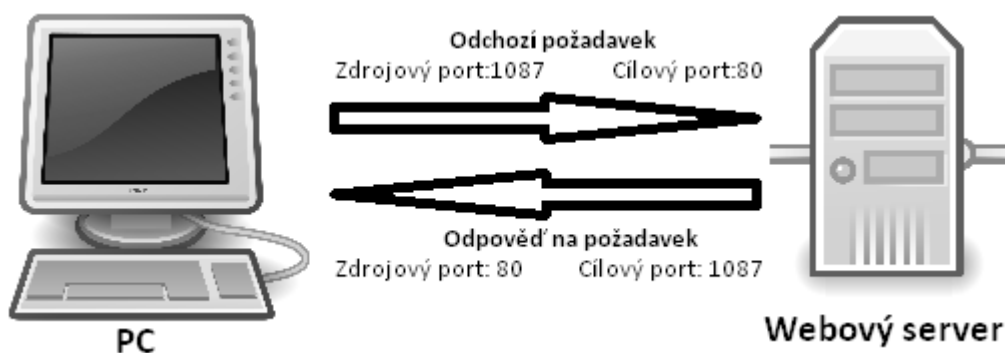 Odchozí požadavek
Zdrojový port:1087 Cílový port:80
Odpověď na požadavek
Zdrojový port: 80 Cílový port: 1087
PC
Webový server